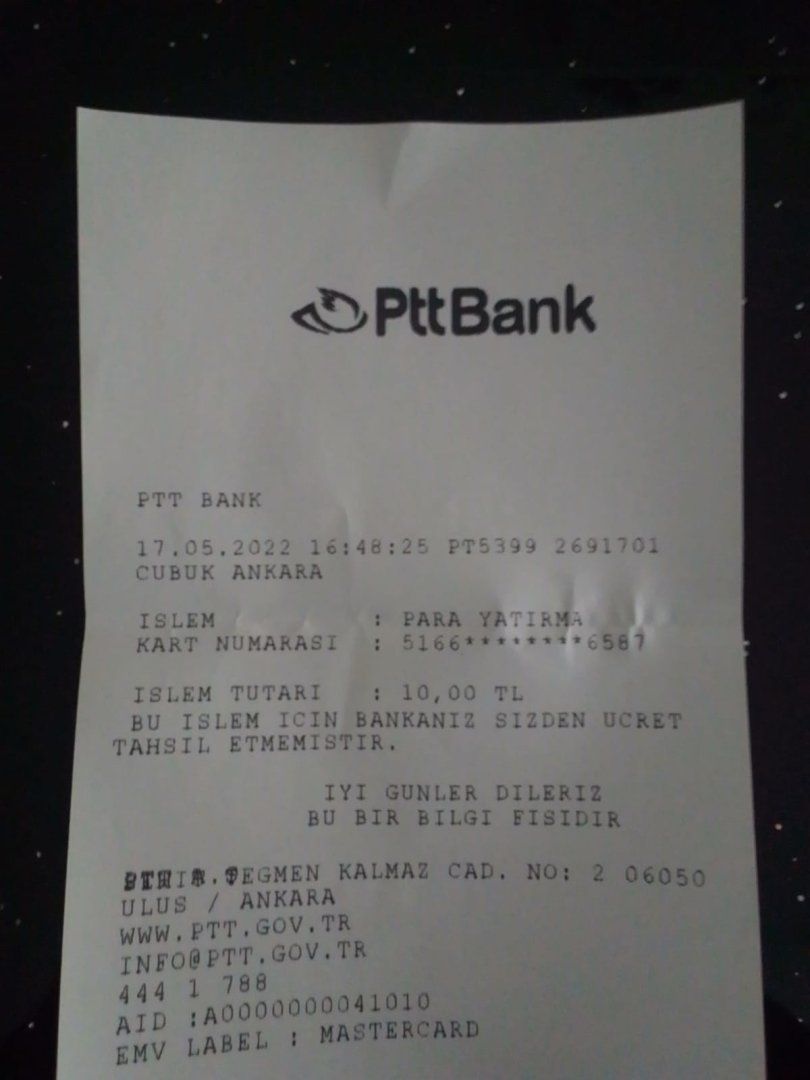 PttBank
PTT BANK
17.05.2022 16:48:25 PT5399 2691701
CUBUK ANKARA
ISLEM : PARA YATIRMA
KART NUMARASI : 5166********6587
ISLEM TUTARI : 10,00 TL
BU ISLEM ICIN BANKANIZ SIZDEN UCRET
TAHSIL ETMEMISTIR.
IYI GUNLER DILERIZ
BU BIR BILGI FISIDIR
KALMAZ CAD. NO: 2 06050
ULUS / ANKARA
WWW.PTT.GOV.TR
INFO@PTT.GOV.TR
444 1 788
AID :A0000000041010
EMV LABEL : MASTERCARD